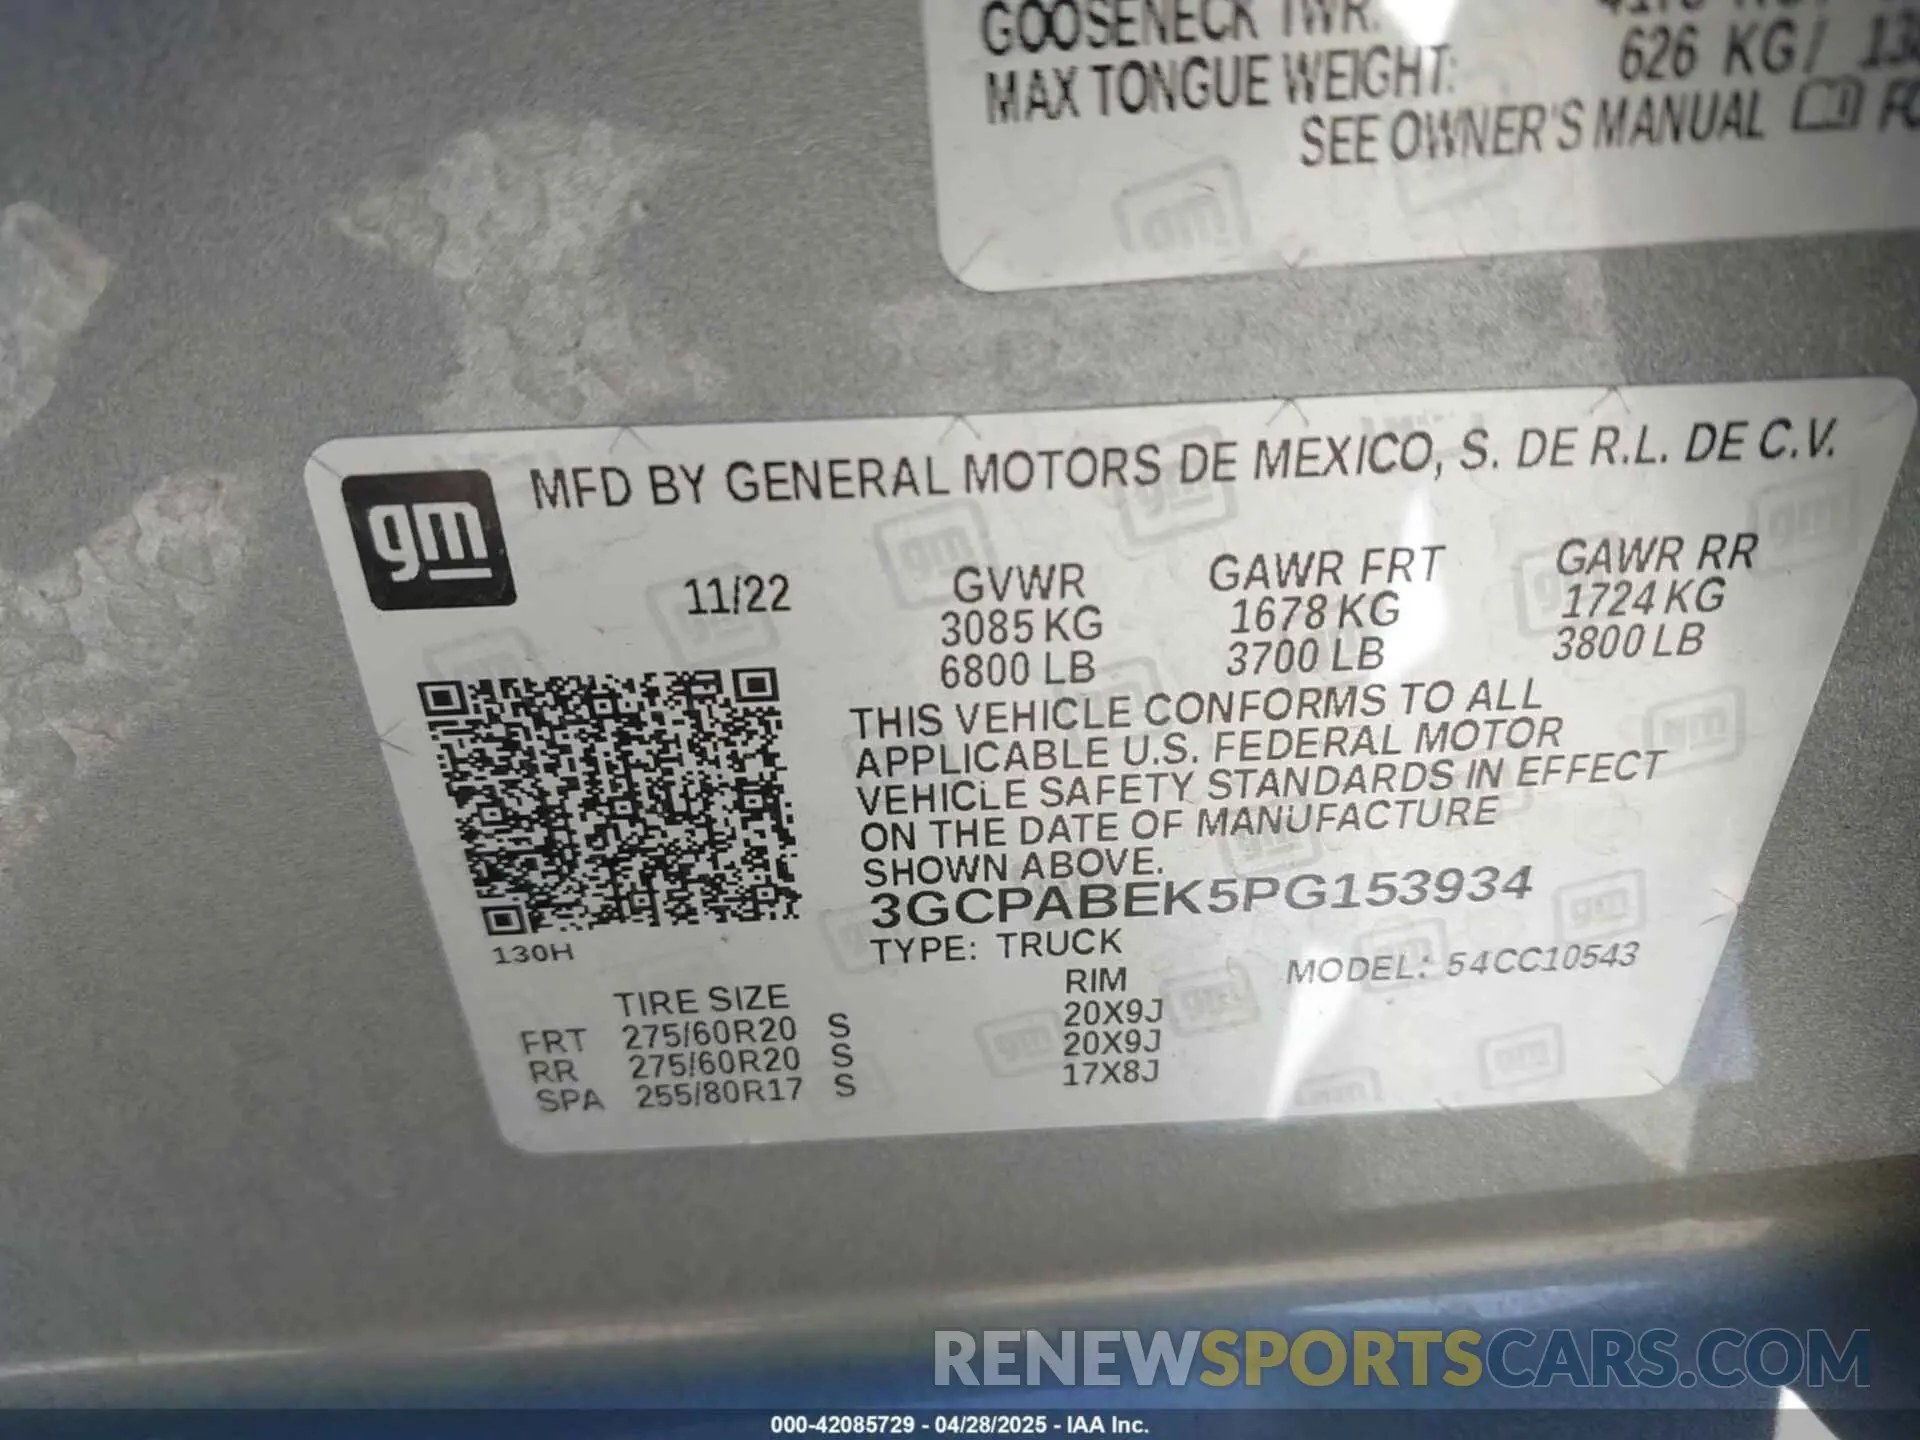 GOOSENECK TWR:
MAX TONGUE WEIGHT: 626 KG/
SEE OWNER'S MANUAL
gm
MFD BY GENERAL MOTORS DE MEXICO, S. DE R.L. DE C.V.
11/22 GVWR GAWR FRT GAWR RR
3085 KG 1678 KG 1724 KG
6800 LB 3700 LB 3800 LB
THIS VEHICLE CONFORMS TO ALL
APPLICABLE U.S. FEDERAL MOTOR
VEHICLE SAFETY STANDARDS IN EFFECT
ON THE DATE OF MANUFACTURE
SHOWN ABOVE.
3GCPABEK5PG153934
130H
TYPE: TRUCK
MODEL: 54CC10543
TIRE SIZE RIM
FRT 275/60R20 S 20X9J
RR 275/60R20 S 20X9J
SPA 255/80R17 S 17X8J
RENEWSPORTSCARS.COM
000-42085729 - 04/28/2025 - IAA Inc.